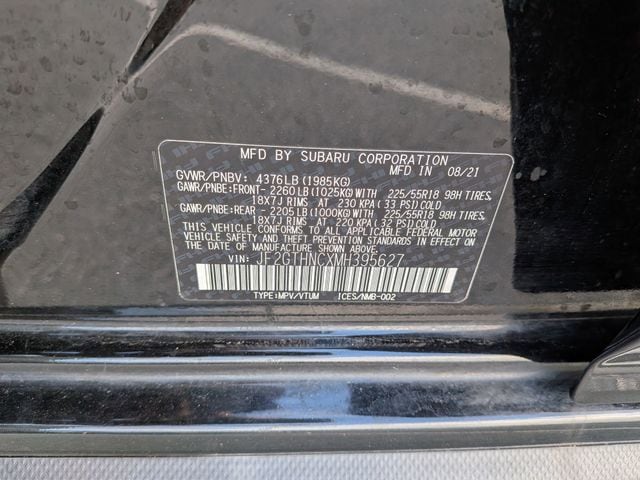 MFD BY SUBARU CORPORATION MFD IN 08/21
GVWR/PNBV: 4376LB(1985KG)
GAWR/PNBE:FRONT- 2260LB(1025KG)WITH 225/55R18 98H TIRES,
18X7J RIMS AT 230 KPA( 33 PSI)COLD
GAWR/PNBE:REAR - 2205LB(1000KG)WITH 225/55R18 98H TIRES,
18X7J RIMS AT 220 KPA( 32 PSI)COLD
THIS VEHICLE CONFORMS TO ALL APPLICABLE FEDERAL MOTOR
VEHICLE SAFETY AND THEFT PREVENTION STANDARDS IN EFFECT ON THE
DATE OF MANUFACTURE SHOWN ABOVE.
VIN: JF2GTHNCXMH395627
TYPE:MPV/VTUM ICES/NMB-002